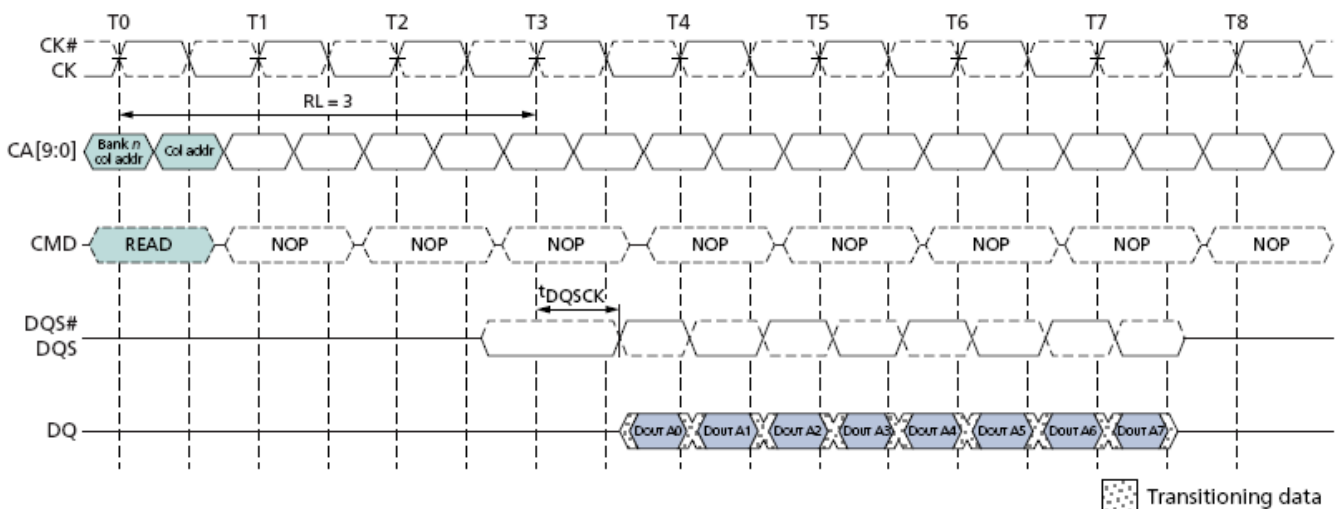 T0 T1 T2 T3 T4 T5 T6 T7 T8
CK#
CK
RL = 3
CA[9:0] Bank n col addr Col addr
CMD READ NOP NOP NOP NOP NOP NOP NOP NOP
tDQSCK
DQS#
DQS
DQ DOUT A0 DOUT A1 DOUT A2 DOUT A3 DOUT A4 DOUT A5 DOUT A6 DOUT A7
Transitioning data